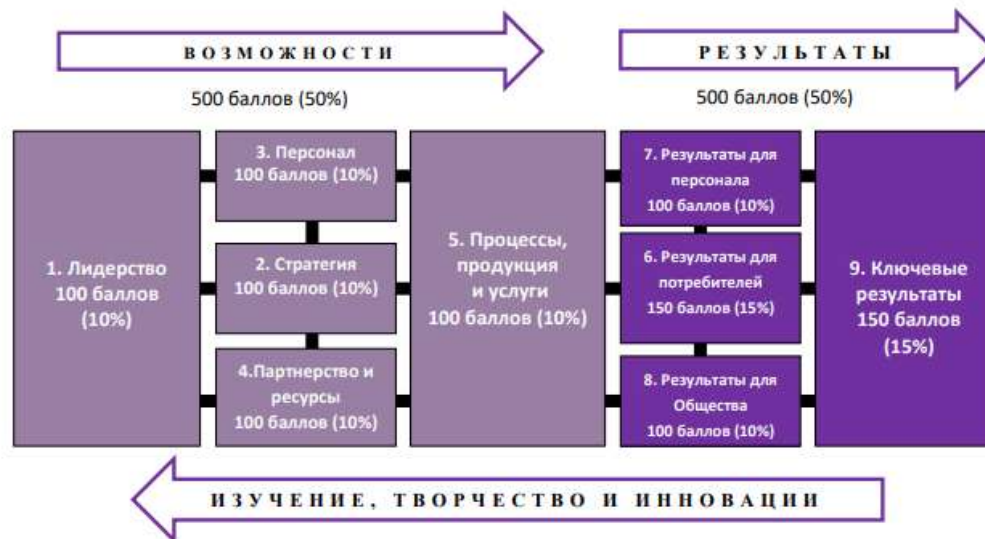 ВОЗМОЖНОСТИ
РЕЗУЛЬТАТЫ
500 баллов (50%)
500 баллов (50%)
1. Лидерство
100 баллов
(10%)
3. Персонал
100 баллов (10%)
2. Стратегия
100 баллов (10%)
4.Партнерство и
ресурсы
100 баллов (10%)
5. Процессы,
продукция
и услуги
100 баллов (10%)
7. Результаты для
персонала
100 баллов (10%)
6. Результаты для
потребителей
150 баллов (15%)
8. Результаты для
Общества
100 баллов (10%)
9. Ключевые
результаты
150 баллов
(15%)
ИЗУЧЕНИЕ, ТВОРЧЕСТВО И ИННОВАЦИИ